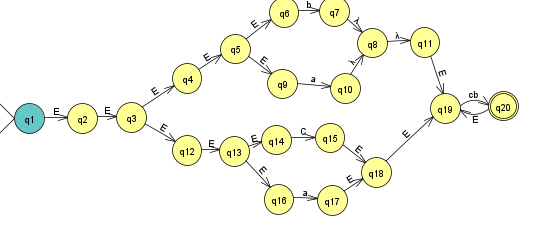 q6 b q7
E λ
q5 q8 λ q11
E E λ
q4 q9 a q10 E
E
q1 E q2 E q3 q19 cb q20
E E E
q12 E q13 E q14 C q15 E
E q18
q16 a q17 E